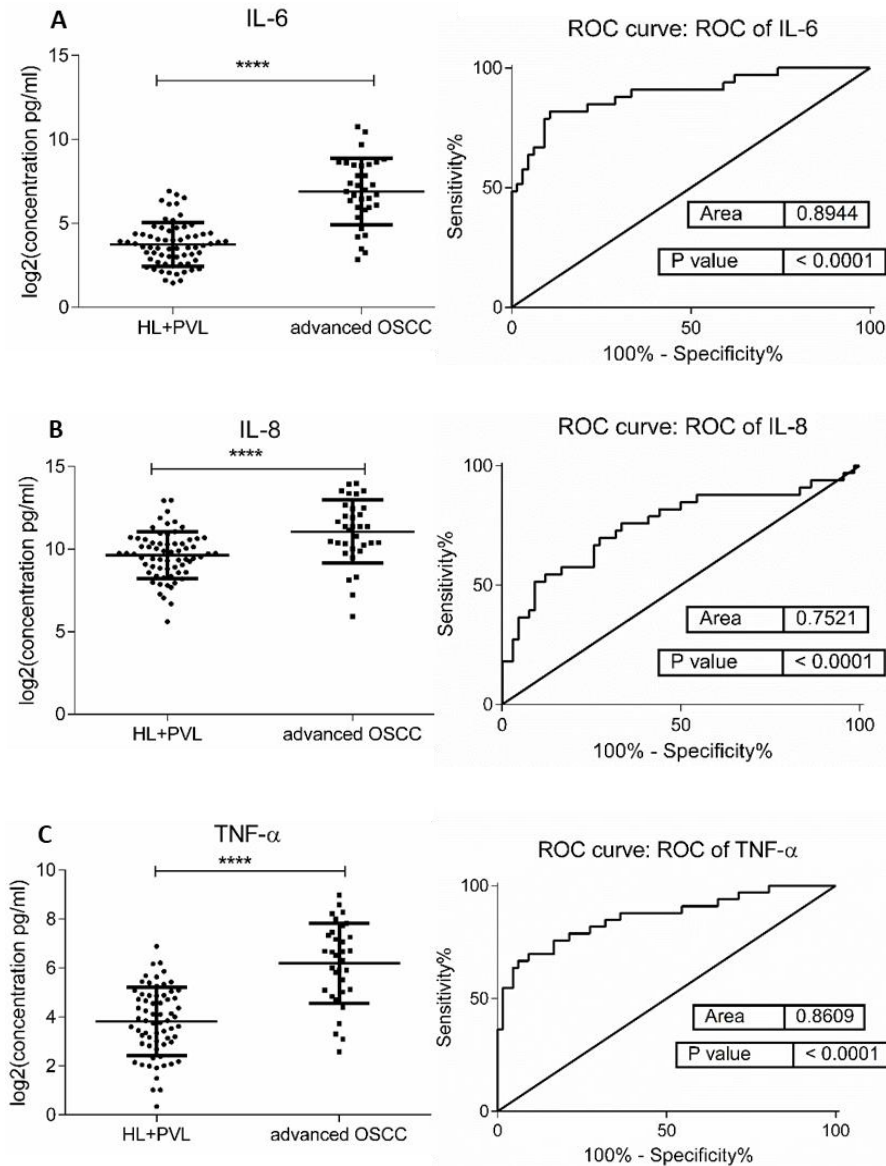 A
IL-6
****
log2(concentration pg/ml)
15
10
5
0
HL+PVL
advanced OSCC
ROC curve: ROC of IL-6
Sensitivity%
100
50
0
Area 0.8944
P value < 0.0001
0 50 100
100% - Specificity%
B
IL-8
****
log2(concentration pg/ml)
15
10
5
0
HL+PVL
advanced OSCC
ROC curve: ROC of IL-8
Sensitivity%
100
50
0
Area 0.7521
P value < 0.0001
0 50 100
100% - Specificity%
C
TNF-α
****
log2(concentration pg/ml)
10
8
6
4
2
0
HL+PVL
advanced OSCC
ROC curve: ROC of TNF-α
Sensitivity%
100
50
0
Area 0.8609
P value < 0.0001
0 50 100
100% - Specificity%